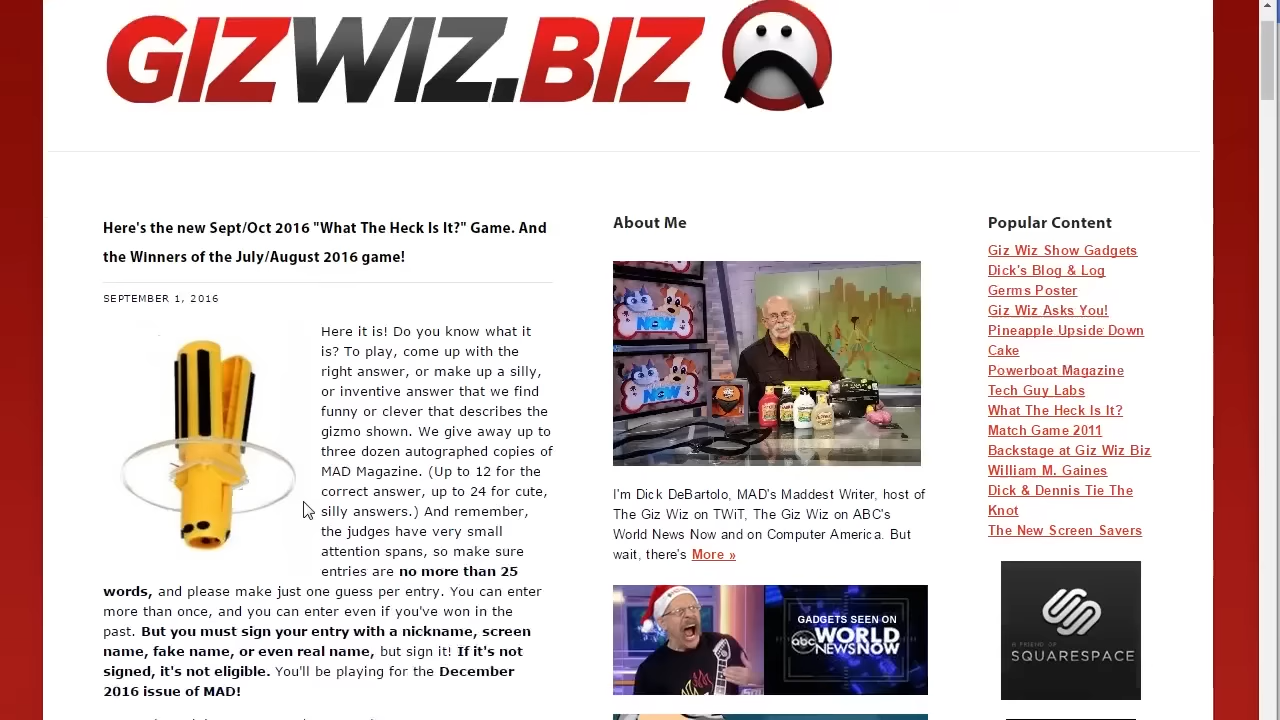 GIZWIZ.BIZ
Here's the new Sept/Oct 2016 "What The Heck Is It?" Game. And
the Winners of the July/August 2016 game!
SEPTEMBER 1, 2016
Here it is! Do you know what it
is? To play, come up with the
right answer, or make up a silly,
or inventive answer that we find
funny or clever that describes the
gizmo shown. We give away up to
three dozen autographed copies of
MAD Magazine. (Up to 12 for the
correct answer, up to 24 for cute,
silly answers.) And remember,
the judges have very small
attention spans, so make sure
entries are no more than 25
words, and please make just one guess per entry. You can enter
more than once, and you can enter even if you've won in the
past. But you must sign your entry with a nickname, screen
name, fake name, or even real name, but sign it! If it's not
signed, it's not eligible. You'll be playing for the December
2016 issue of MAD!
About Me
NOW
NOW
I'm Dick DeBartolo, MAD's Maddest Writer, host of
The Giz Wiz on TWiT, The Giz Wiz on ABC's
World News Now and on Computer America. But
wait, there's More »
GADGETS SEEN ON
abc WORLD
NEWS NOW
Popular Content
Giz Wiz Show Gadgets
Dick's Blog & Log
Germs Poster
Giz Wiz Asks You!
Pineapple Upside Down
Cake
Powerboat Magazine
Tech Guy Labs
What The Heck Is It?
Match Game 2011
Backstage at Giz Wiz Biz
William M. Gaines
Dick & Dennis Tie The
Knot
The New Screen Savers
A FRIEND OF
SQUARESPACE